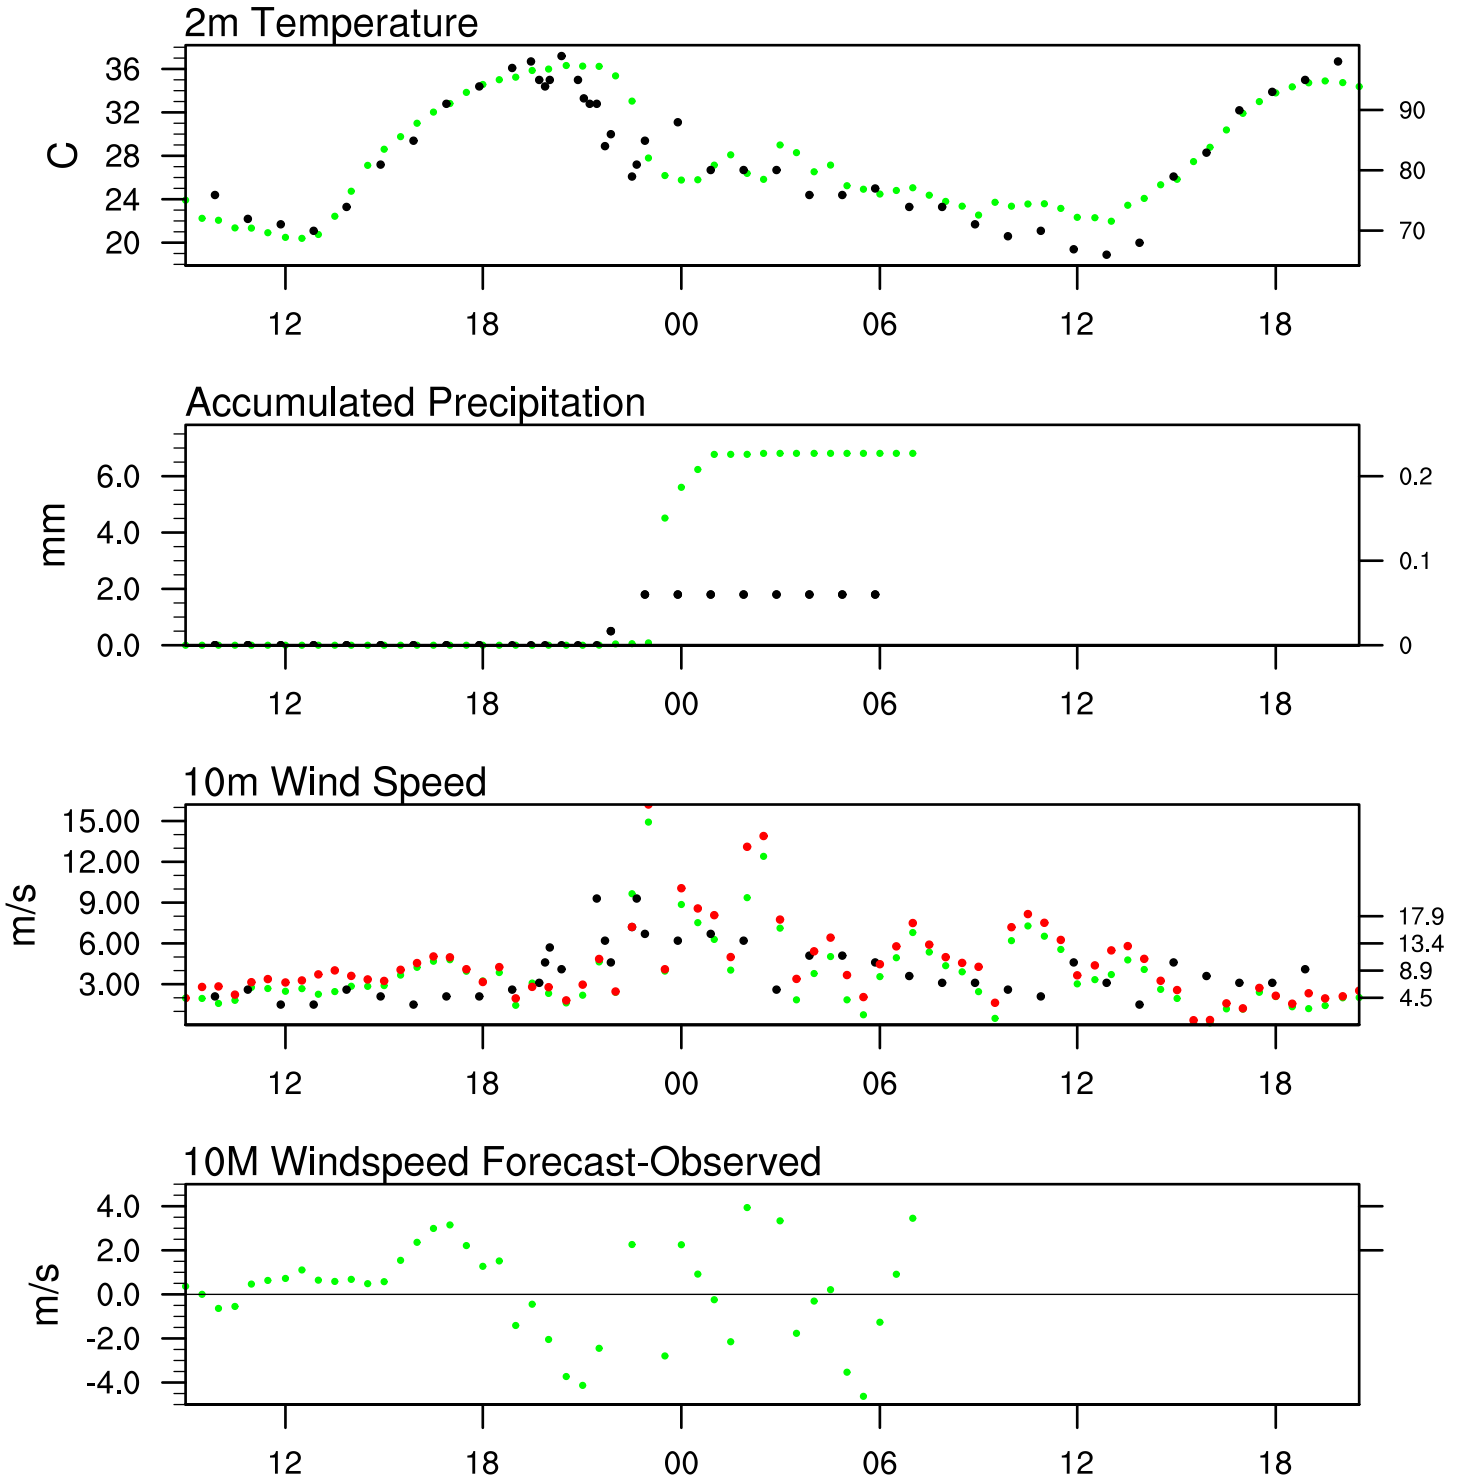 2m Temperature
36
32
28
24
20
C
90
80
70
12 18 00 06 12 18
Accumulated Precipitation
6.0
4.0
2.0
0.0
mm
0.2
0.1
0
12 18 00 06 12 18
10m Wind Speed
15.00
12.00
9.00
6.00
3.00
m/s
17.9
13.4
8.9
4.5
12 18 00 06 12 18
10M Windspeed Forecast-Observed
4.0
2.0
0.0
-2.0
-4.0
m/s
12 18 00 06 12 18